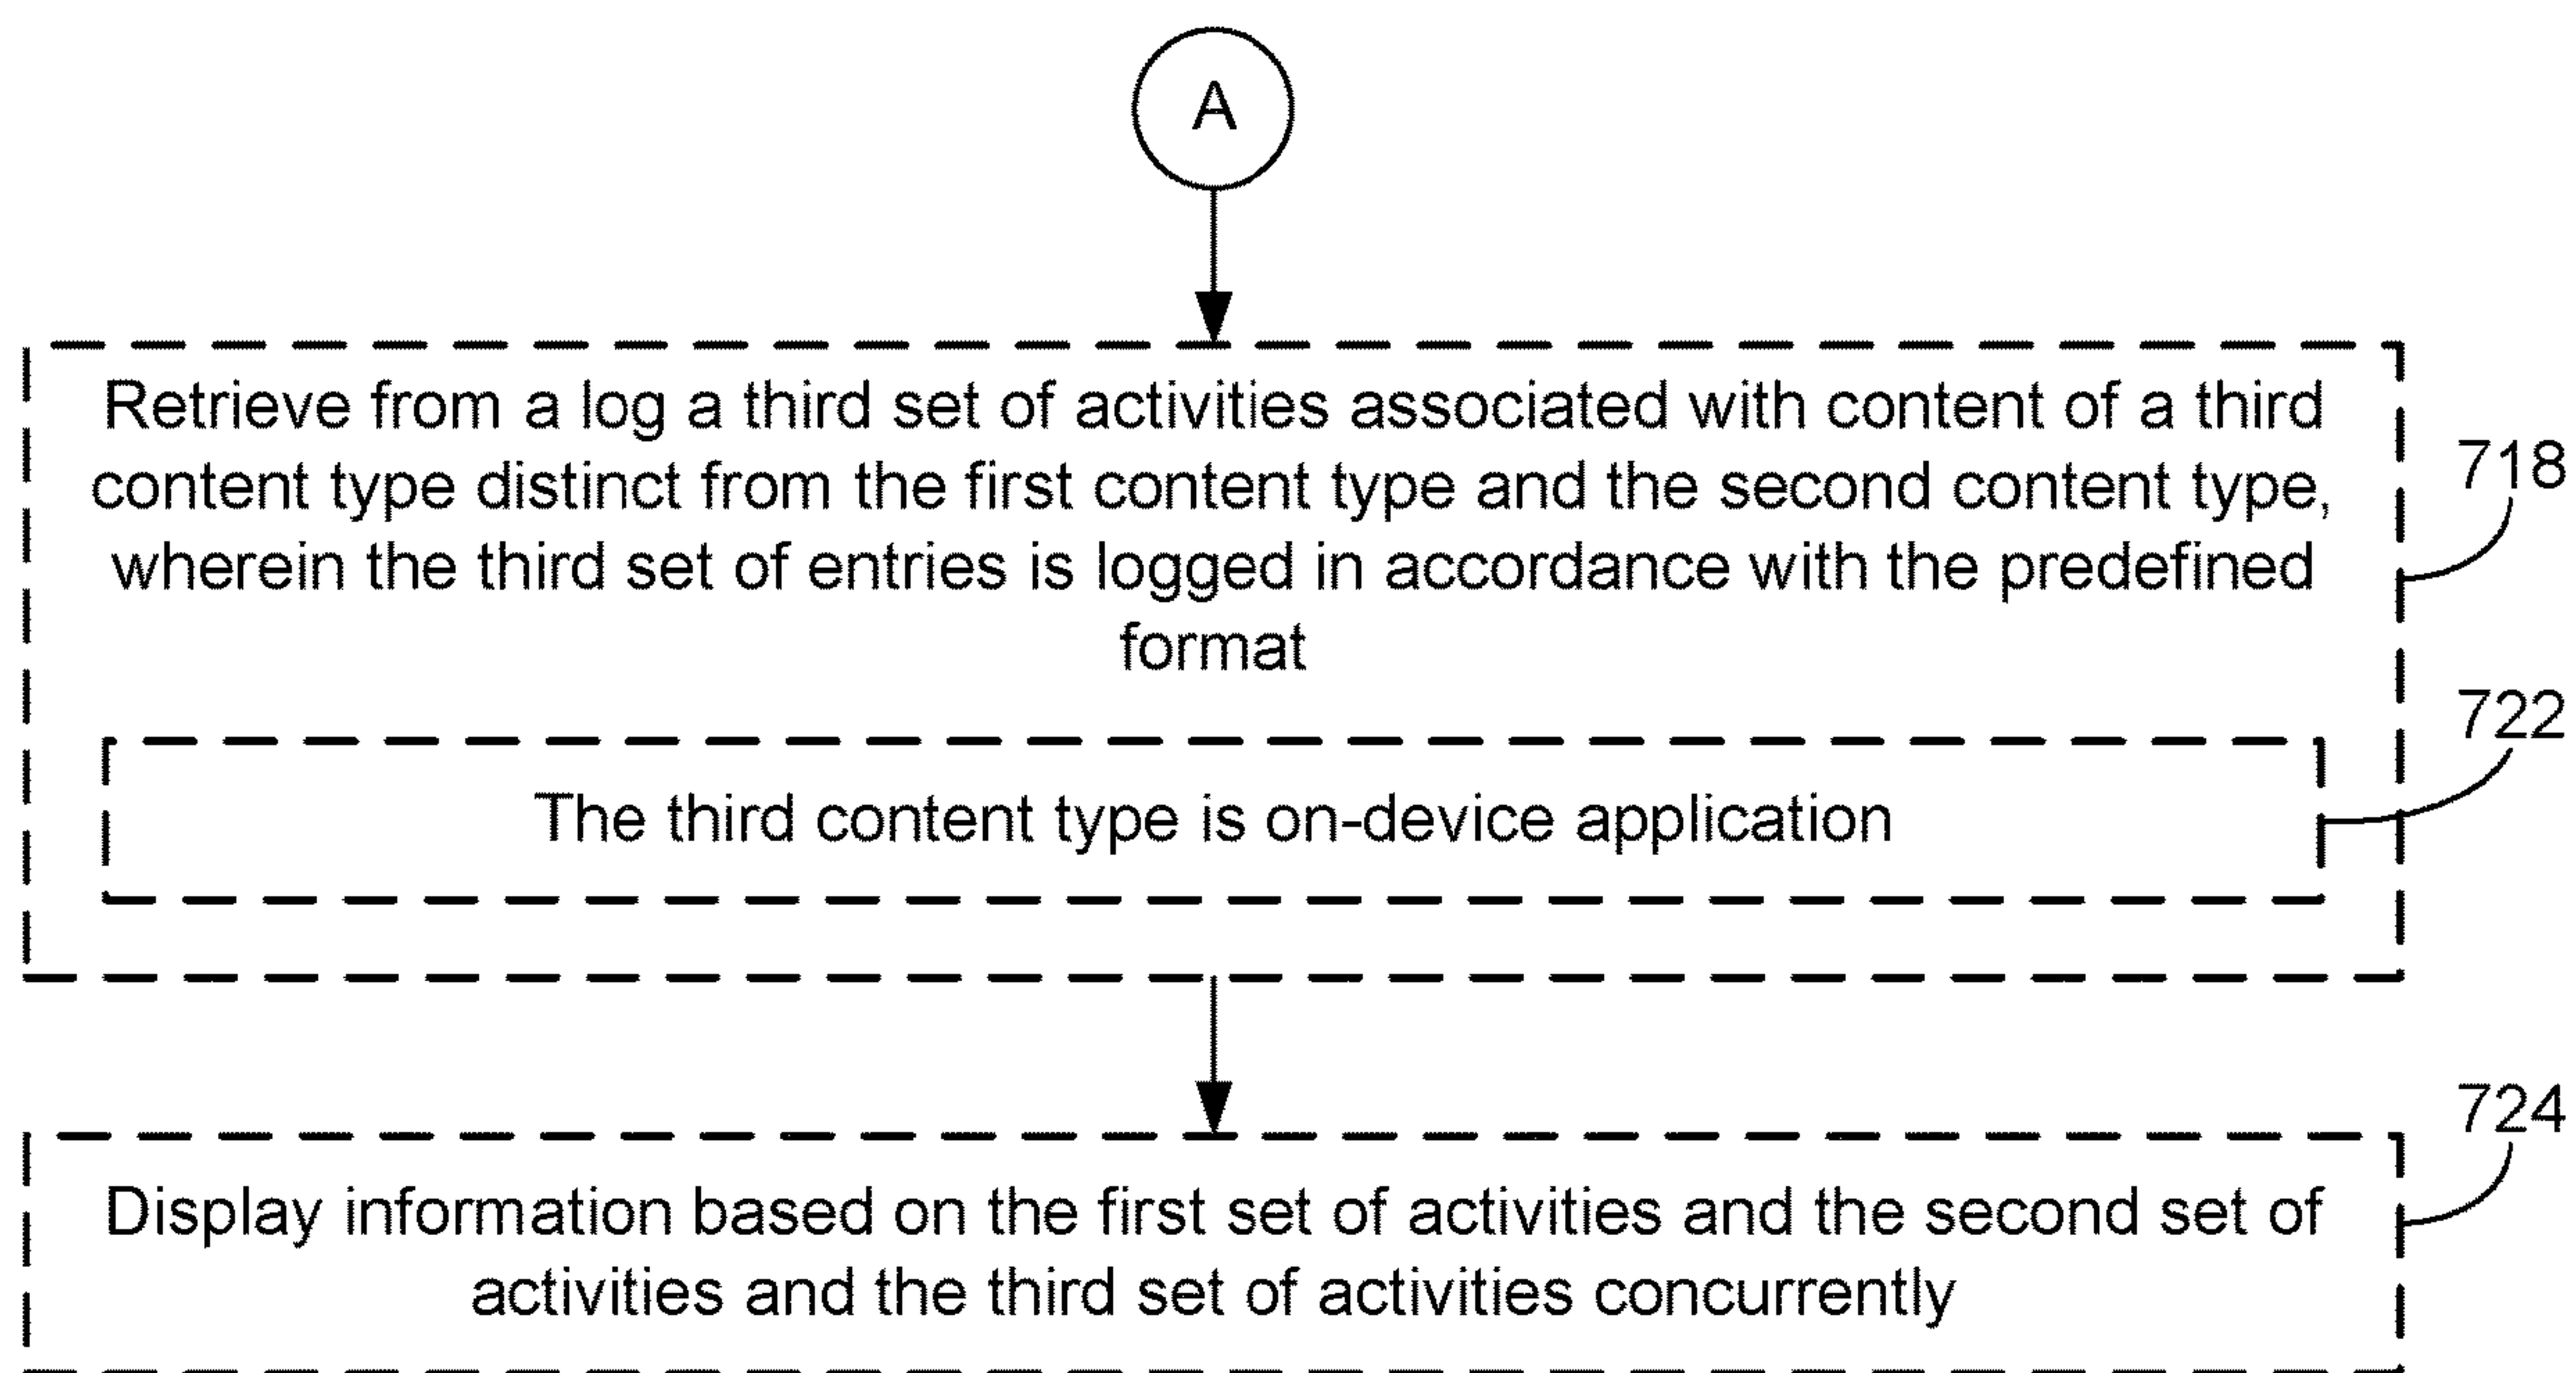 A
Retrieve from a log a third set of activities associated with content of a third
content type distinct from the first content type and the second content type,
wherein the third set of entries is logged in accordance with the predefined
format
718
The third content type is on-device application
722
Display information based on the first set of activities and the second set of
activities and the third set of activities concurrently
724